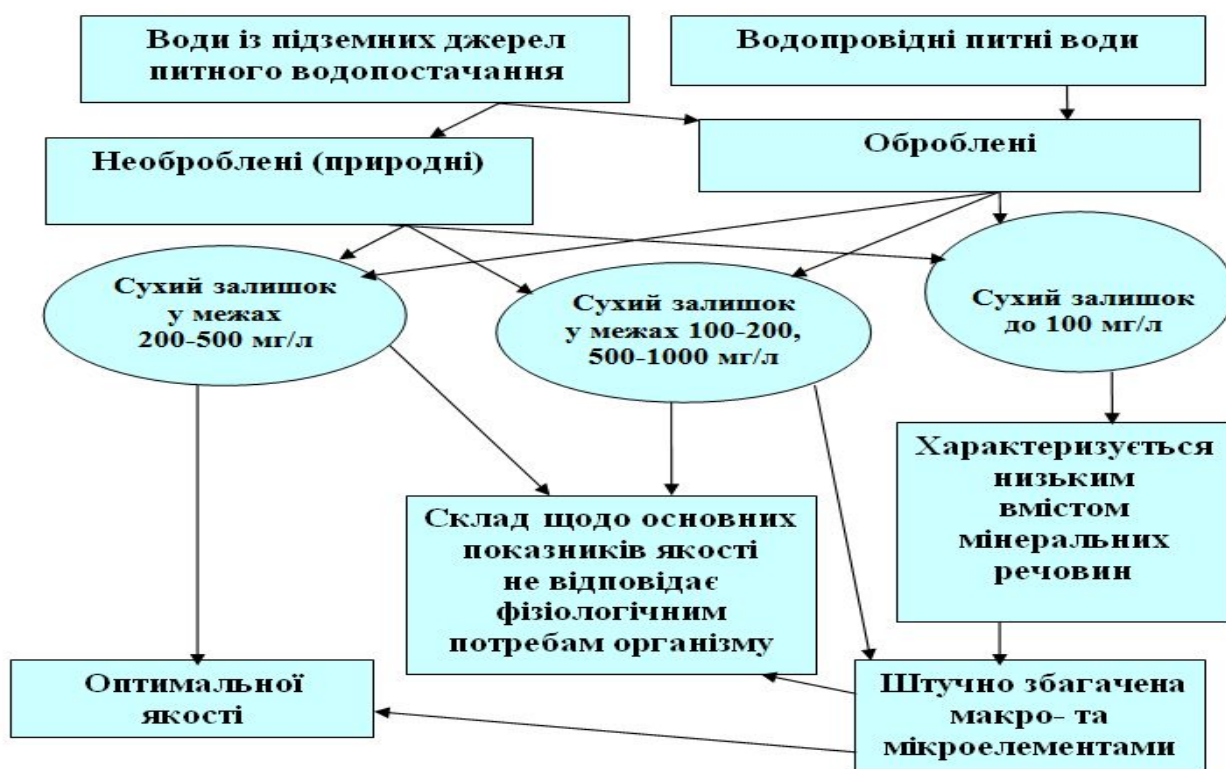 Води із підземних джерел
питного водопостачання
Водопровідні питні води
Необроблені (природні)
Оброблені
Сухий залишок
у межах
200-500 мг/л
Сухий залишок
у межах 100-200,
500-1000 мг/л
Сухий залишок
до 100 мг/л
Характеризується
низьким
вмістом
мінеральних
речовин
Склад щодо основних
показників якості
не відповідає
фізіологічним
потребам організму
Оптимальної
якості
Штучно збагачена
макро- та
мікроелементами